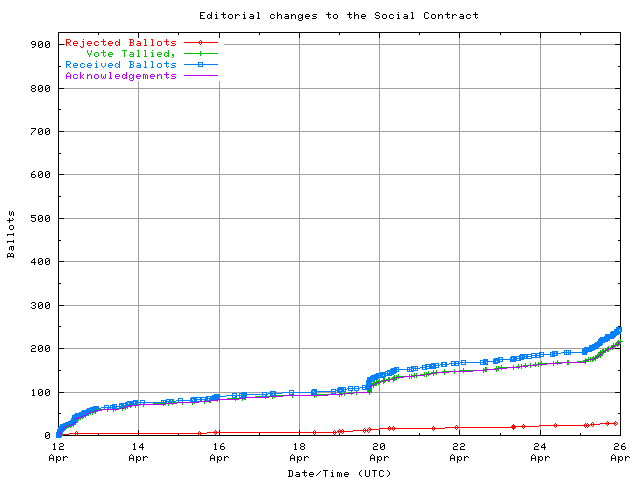 Editorial changes to the Social Contract
900
800
700
600
500
400
300
200
100
0
Ballots
Rejected Ballots
Vote Tallied,
Received Ballots
Acknowledgements
12 14 16 18 20 22 24 26
Apr Apr Apr Apr Apr Apr Apr Apr
Date/Time (UTC)